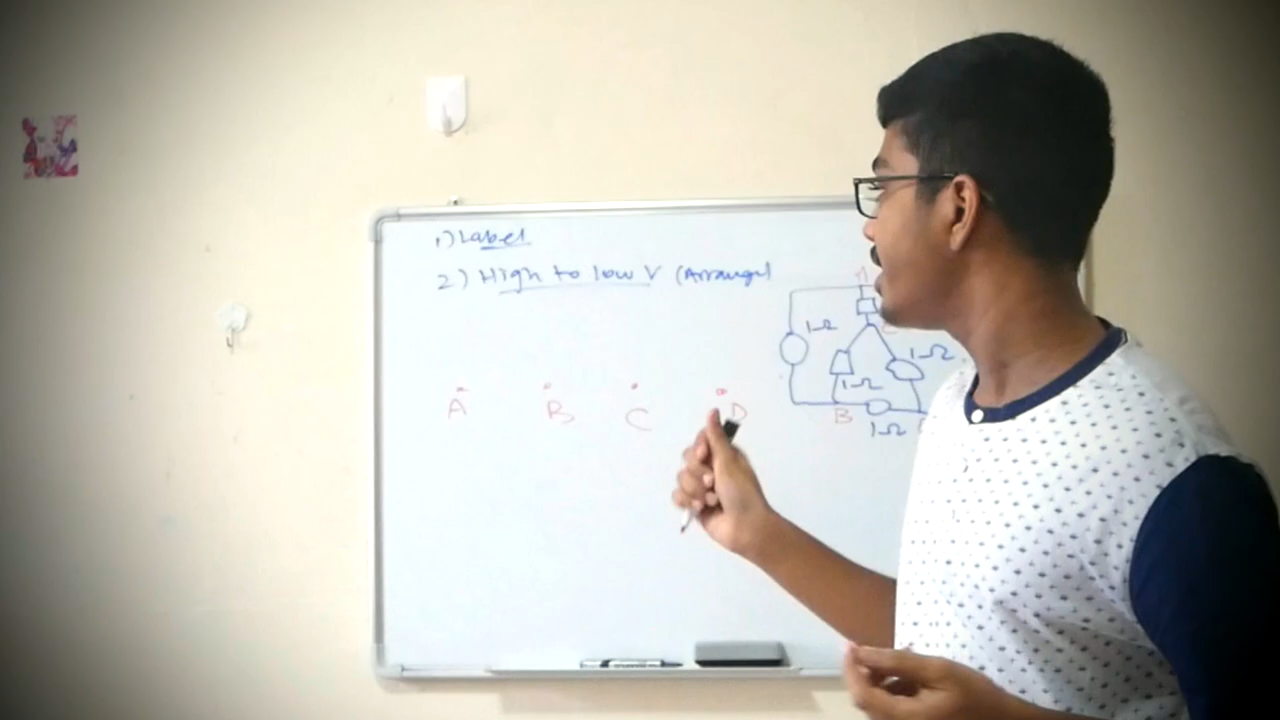 1) Label
2) High to low V (Arrange)
A
1Ω
1Ω
1Ω
A B C D
B
1Ω